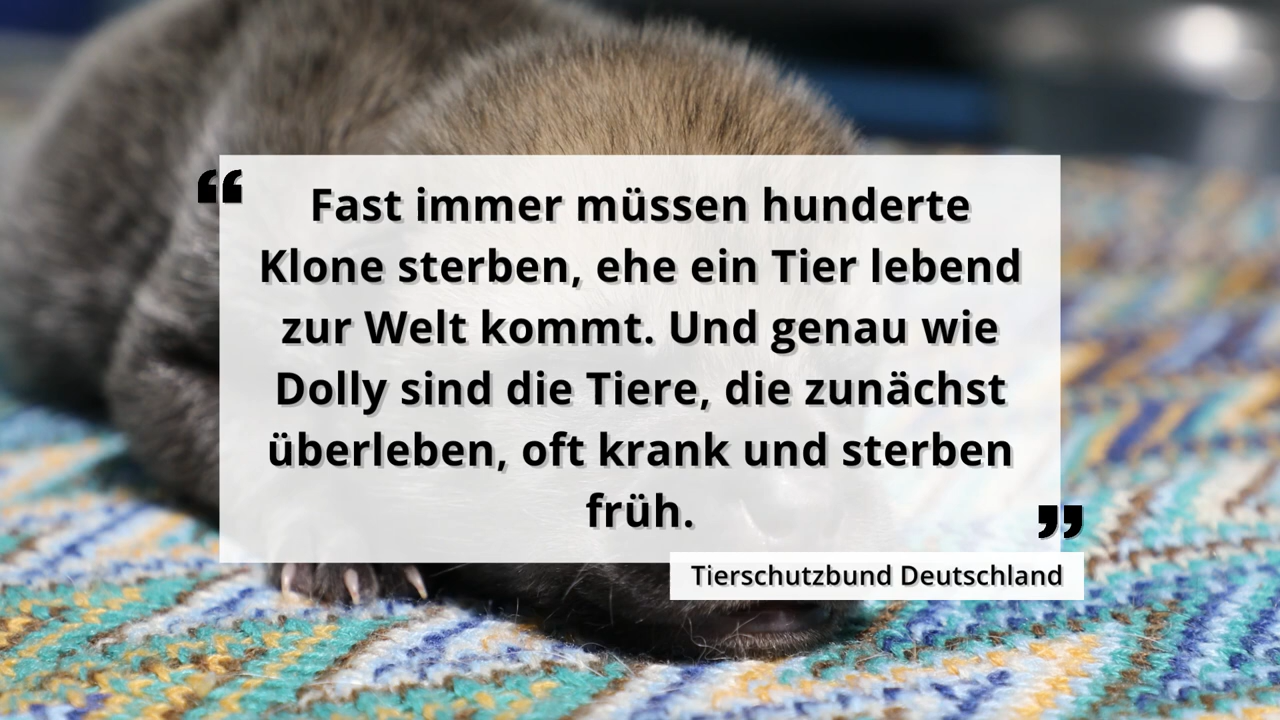 “
Fast immer müssen hunderte
Klone sterben, ehe ein Tier lebend
zur Welt kommt. Und genau wie
Dolly sind die Tiere, die zunächst
überleben, oft krank und sterben
früh.
”
Tierschutzbund Deutschland